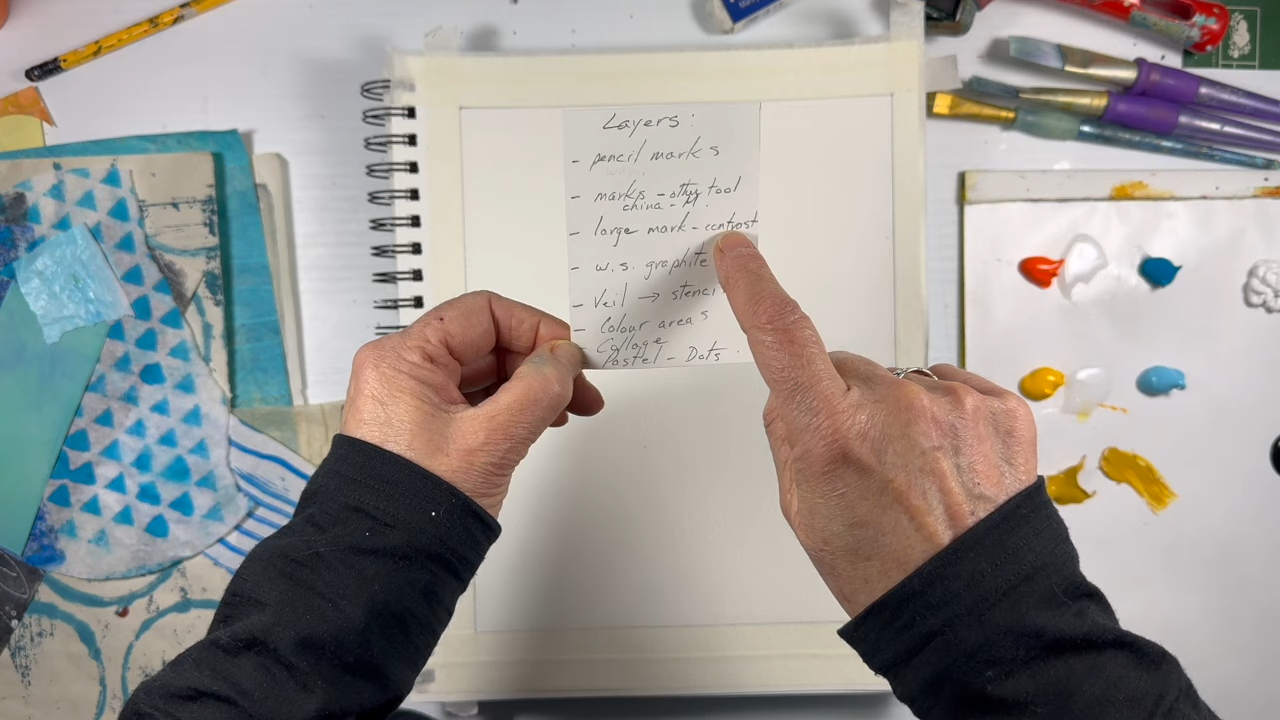 Layers:
- pencil marks
- marks - other tool
china - M.
- large mark - contrast
- w.s. graphite
- Veil → stenci
- Colour areas
- Collage
Pastel - Dots.